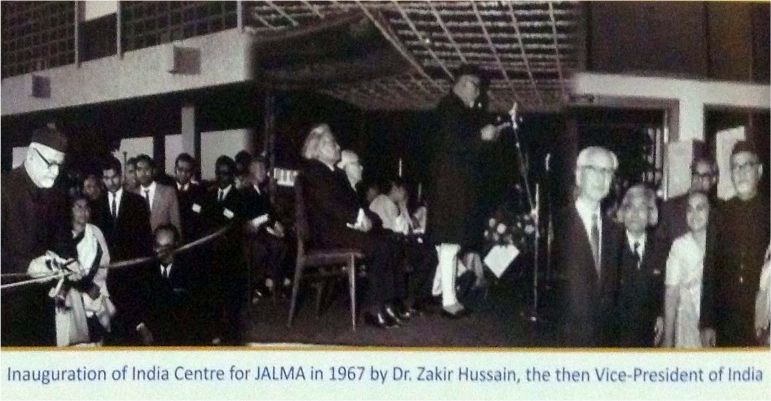 Inauguration of India Centre for JALMA in 1967 by Dr. Zakir Hussain, the then Vice-President of India